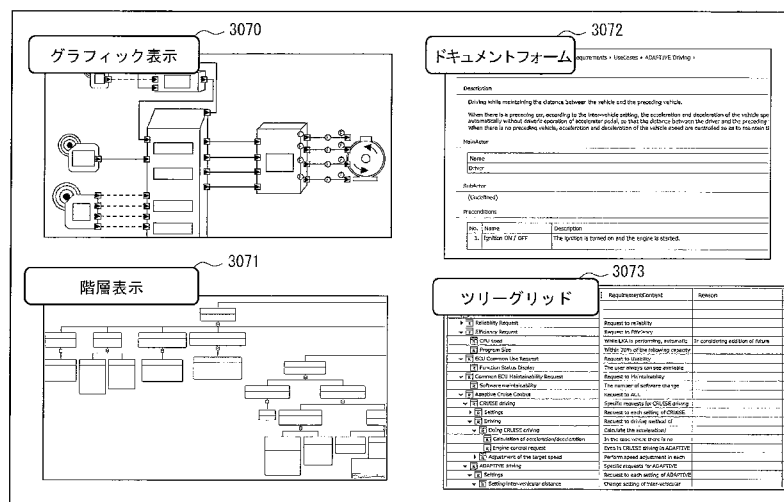 3070
グラフィック表示
3072
ドキュメントフォーム
Requirements • UseCases • ADAPTIVE Driving •
Description
Driving while maintaining the distance between the vehicle and the preceding vehicle.
When there is a preceding car, according to the inter-vehicle setting, the acceleration and deceleration of the vehicle spe
automatically without driver's operation of accelerator pedal, so that the distance between the driver and the preceding
When there is no preceding vehicle, acceleration and deceleration of the vehicle speed are controlled so as to maintain t
MainActor
Name
Driver
SubActor
(Undefined)
Preconditions
No. Name Description
1. Ignition ON / OFF The ignition is turned on and the engine is started.
3071
階層表示
3073
ツリーグリッド
Requirement/Content Reason
Reliability Request Request to reliability
Efficiency Request Request to Efficiency
CPU load While LKA is performing, automatic In considering addition of future
Program Size Within 70% of the following capacity
ECU Common Use Request Request to Usability
Function Status Display The user always can see available
Common ECU Maintainability Request Request to Maintainability
Software maintainability The number of software change
Adaptive Cruise Control Request to ALL
CRUISE driving Specific requests for CRUISE driving
Settings Request to each setting of CRUISE
Driving Request to driving method of
Doing CRUISE driving Calculate the acceleration/
Calculation of acceleration/deceleration In the case where there is no
Engine control request Even in CRUISE driving in ADAPTIVE
Adjustment of the target speed Perform speed adjustment in each
ADAPTIVE driving Specific requests for ADAPTIVE
Settings Request to each setting of ADAPTIVE
Setting inter-vehicular distance Change setting of inter-vehicular